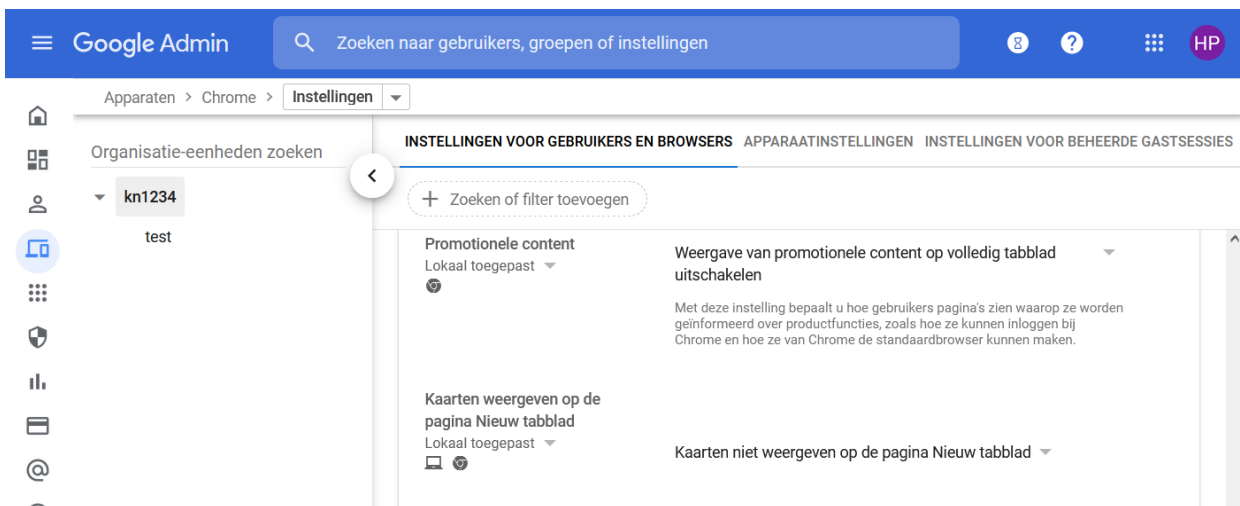 Google Admin
Zoeken naar gebruikers, groepen of instellingen
HP
Apparaten > Chrome > Instellingen
Organisatie-eenheden zoeken
kn1234
test
INSTELLINGEN VOOR GEBRUIKERS EN BROWSERS APPARAATINSTELLINGEN INSTELLINGEN VOOR BEHEERDE GASTSESSIES
Zoeken of filter toevoegen
Promotionele content
Lokaal toegepast
Weergave van promotionele content op volledig tabblad
uitschakelen
Met deze instelling bepaalt u hoe gebruikers pagina's zien waarop ze worden
geïnformeerd over productfuncties, zoals hoe ze kunnen inloggen bij
Chrome en hoe ze van Chrome de standaardbrowser kunnen maken.
Kaarten weergeven op de
pagina Nieuw tabblad
Lokaal toegepast
Kaarten niet weergeven op de pagina Nieuw tabblad